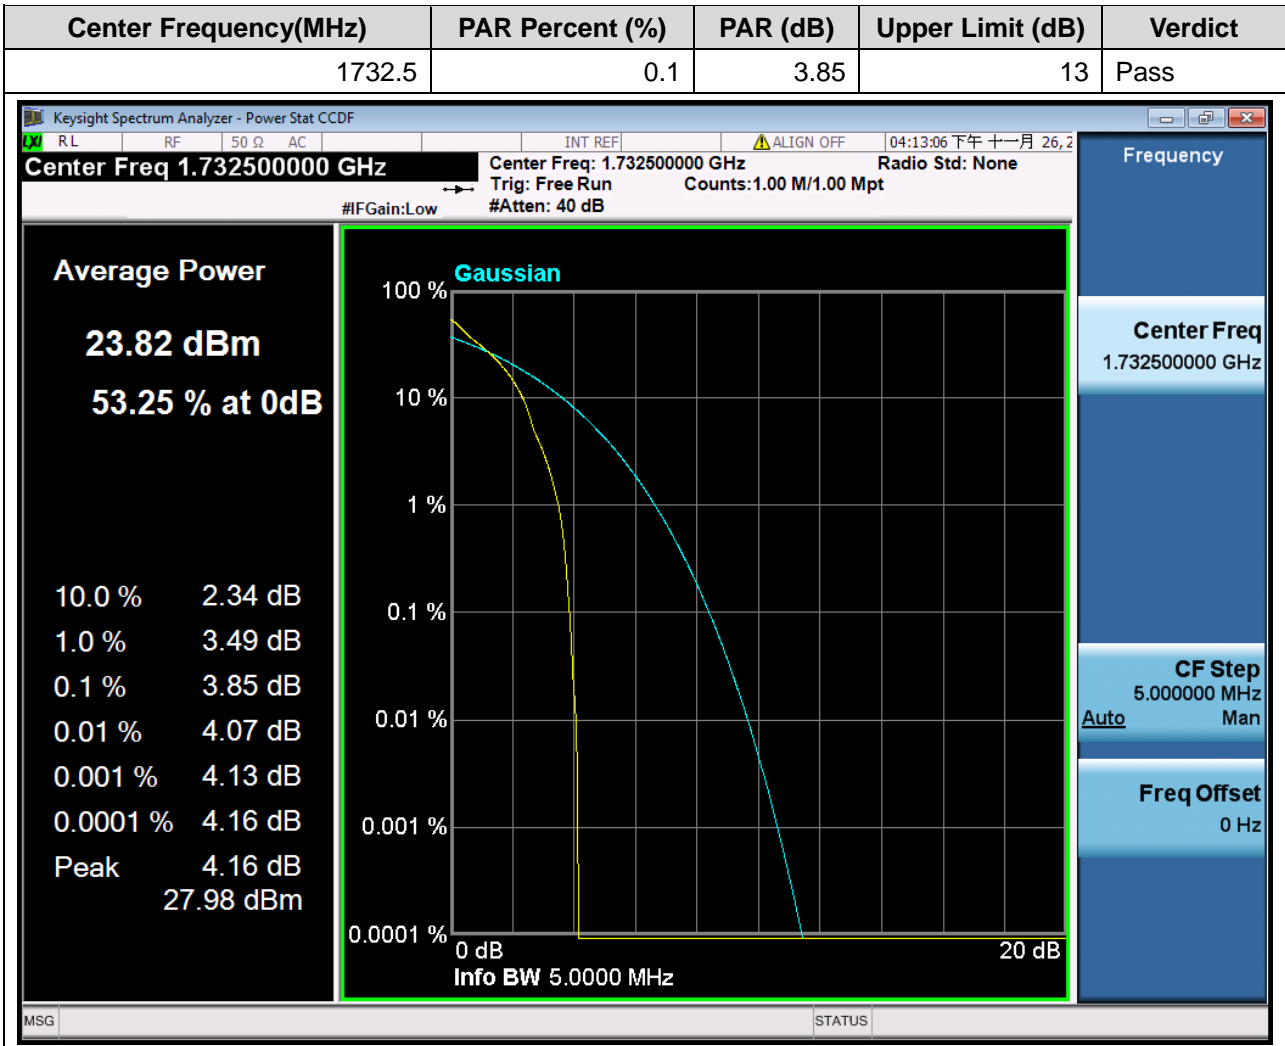 Center Frequency(MHz) PAR Percent (%) PAR (dB) Upper Limit (dB) Verdict
1732.5 0.1 3.85 13 Pass
Keysight Spectrum Analyzer - Power Stat CCDF
LXI RL RF 50 Ω AC INT REF ALIGN OFF 04:13:06 下午 十一月 26, 2
Center Freq 1.732500000 GHz
Center Freq: 1.732500000 GHz Radio Std: None
Trig: Free Run Counts:1.00 M/1.00 Mpt
#IFGain:Low #Atten: 40 dB
Average Power
23.82 dBm
53.25 % at 0dB
10.0 % 2.34 dB
1.0 % 3.49 dB
0.1 % 3.85 dB
0.01 % 4.07 dB
0.001 % 4.13 dB
0.0001 % 4.16 dB
Peak 4.16 dB
27.98 dBm
Gaussian
100 %
10 %
1 %
0.1 %
0.01 %
0.001 %
0.0001 %
0 dB 20 dB
Info BW 5.0000 MHz
Frequency
Center Freq
1.732500000 GHz
CF Step
5.000000 MHz
Auto Man
Freq Offset
0 Hz
MSG STATUS